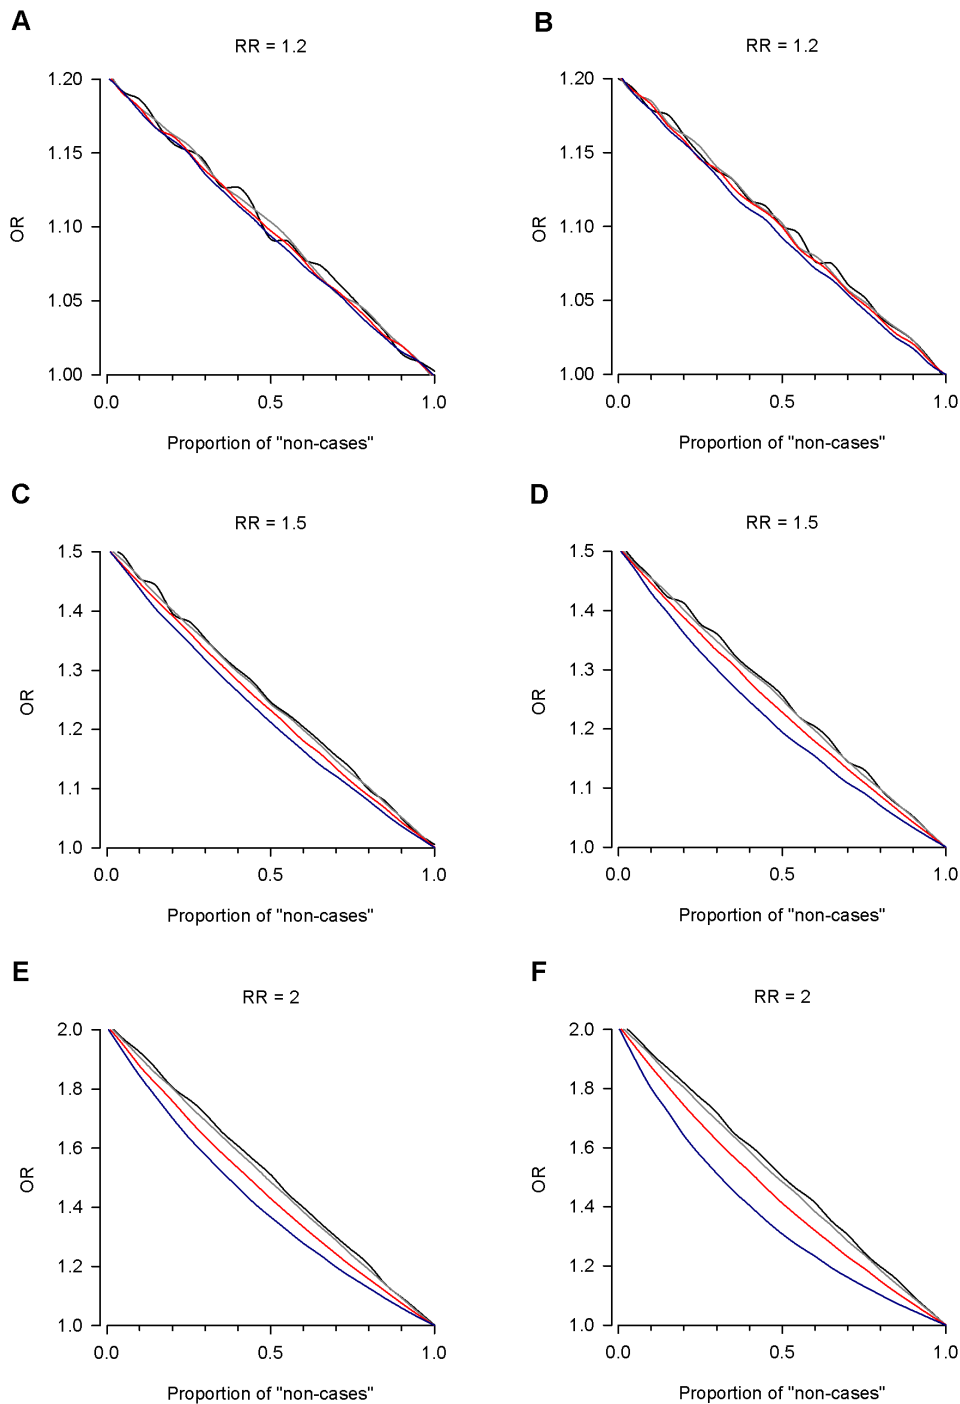 A
RR = 1.2
1.20
1.15
1.10
1.05
1.00
OR
0.0 0.5 1.0
Proportion of "non-cases"
B
RR = 1.2
1.20
1.15
1.10
1.05
1.00
OR
0.0 0.5 1.0
Proportion of "non-cases"
C
RR = 1.5
1.5
1.4
1.3
1.2
1.1
1.0
OR
0.0 0.5 1.0
Proportion of "non-cases"
D
RR = 1.5
1.5
1.4
1.3
1.2
1.1
1.0
OR
0.0 0.5 1.0
Proportion of "non-cases"
E
RR = 2
2.0
1.8
1.6
1.4
1.2
1.0
OR
0.0 0.5 1.0
Proportion of "non-cases"
F
RR = 2
2.0
1.8
1.6
1.4
1.2
1.0
OR
0.0 0.5 1.0
Proportion of "non-cases"